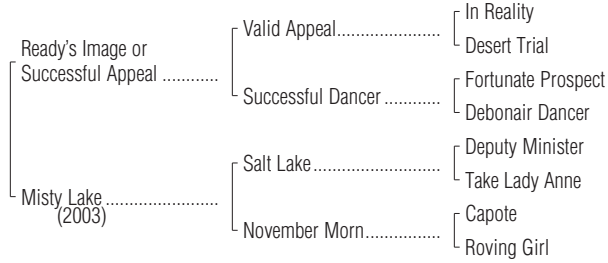 In Reality
Valid Appeal
Desert Trial
Ready's Image or
Successful Appeal
Fortunate Prospect
Successful Dancer
Debonair Dancer
Deputy Minister
Salt Lake
Take Lady Anne
Misty Lake
(2003)
Capote
November Morn
Roving Girl